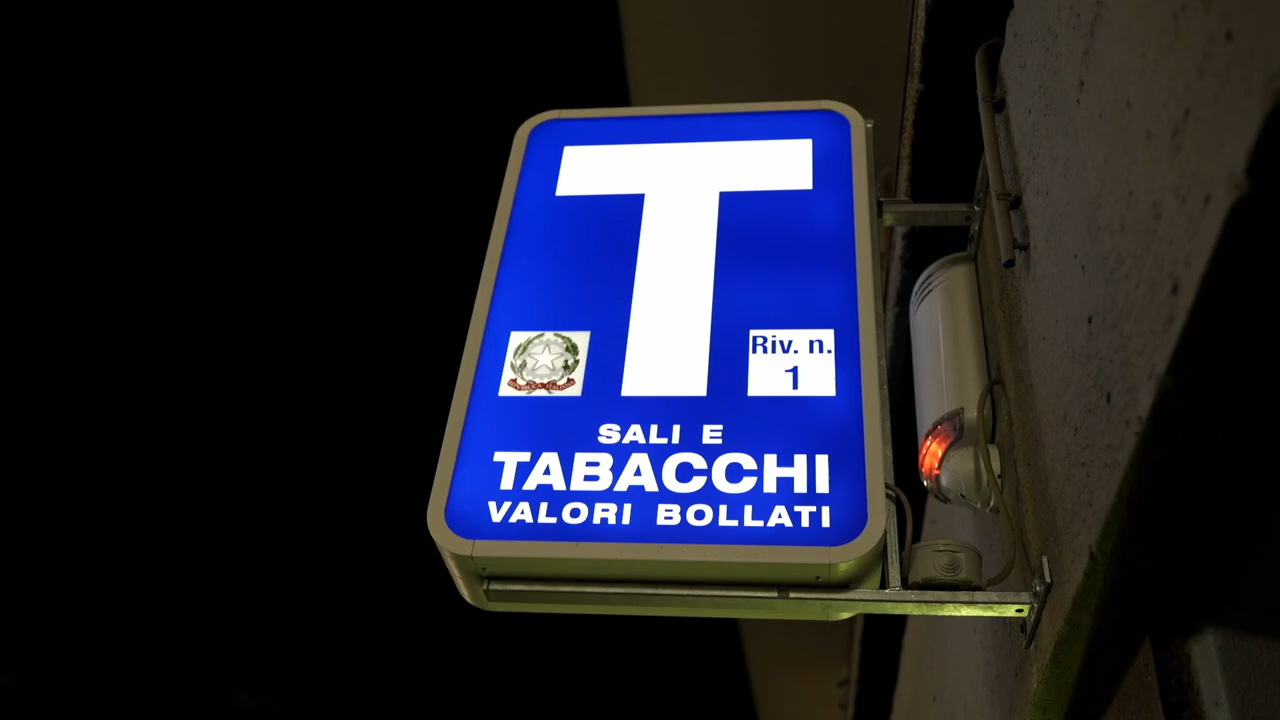 T
Riv. n.
1
SALI E
TABACCHI
VALORI BOLLATI